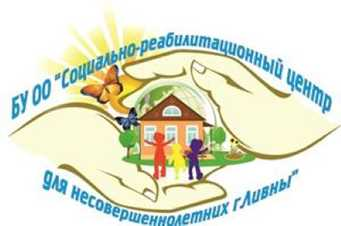 БУ ОО "Социально-реабилитационный центр
для несовершеннолетних г.Ливны"